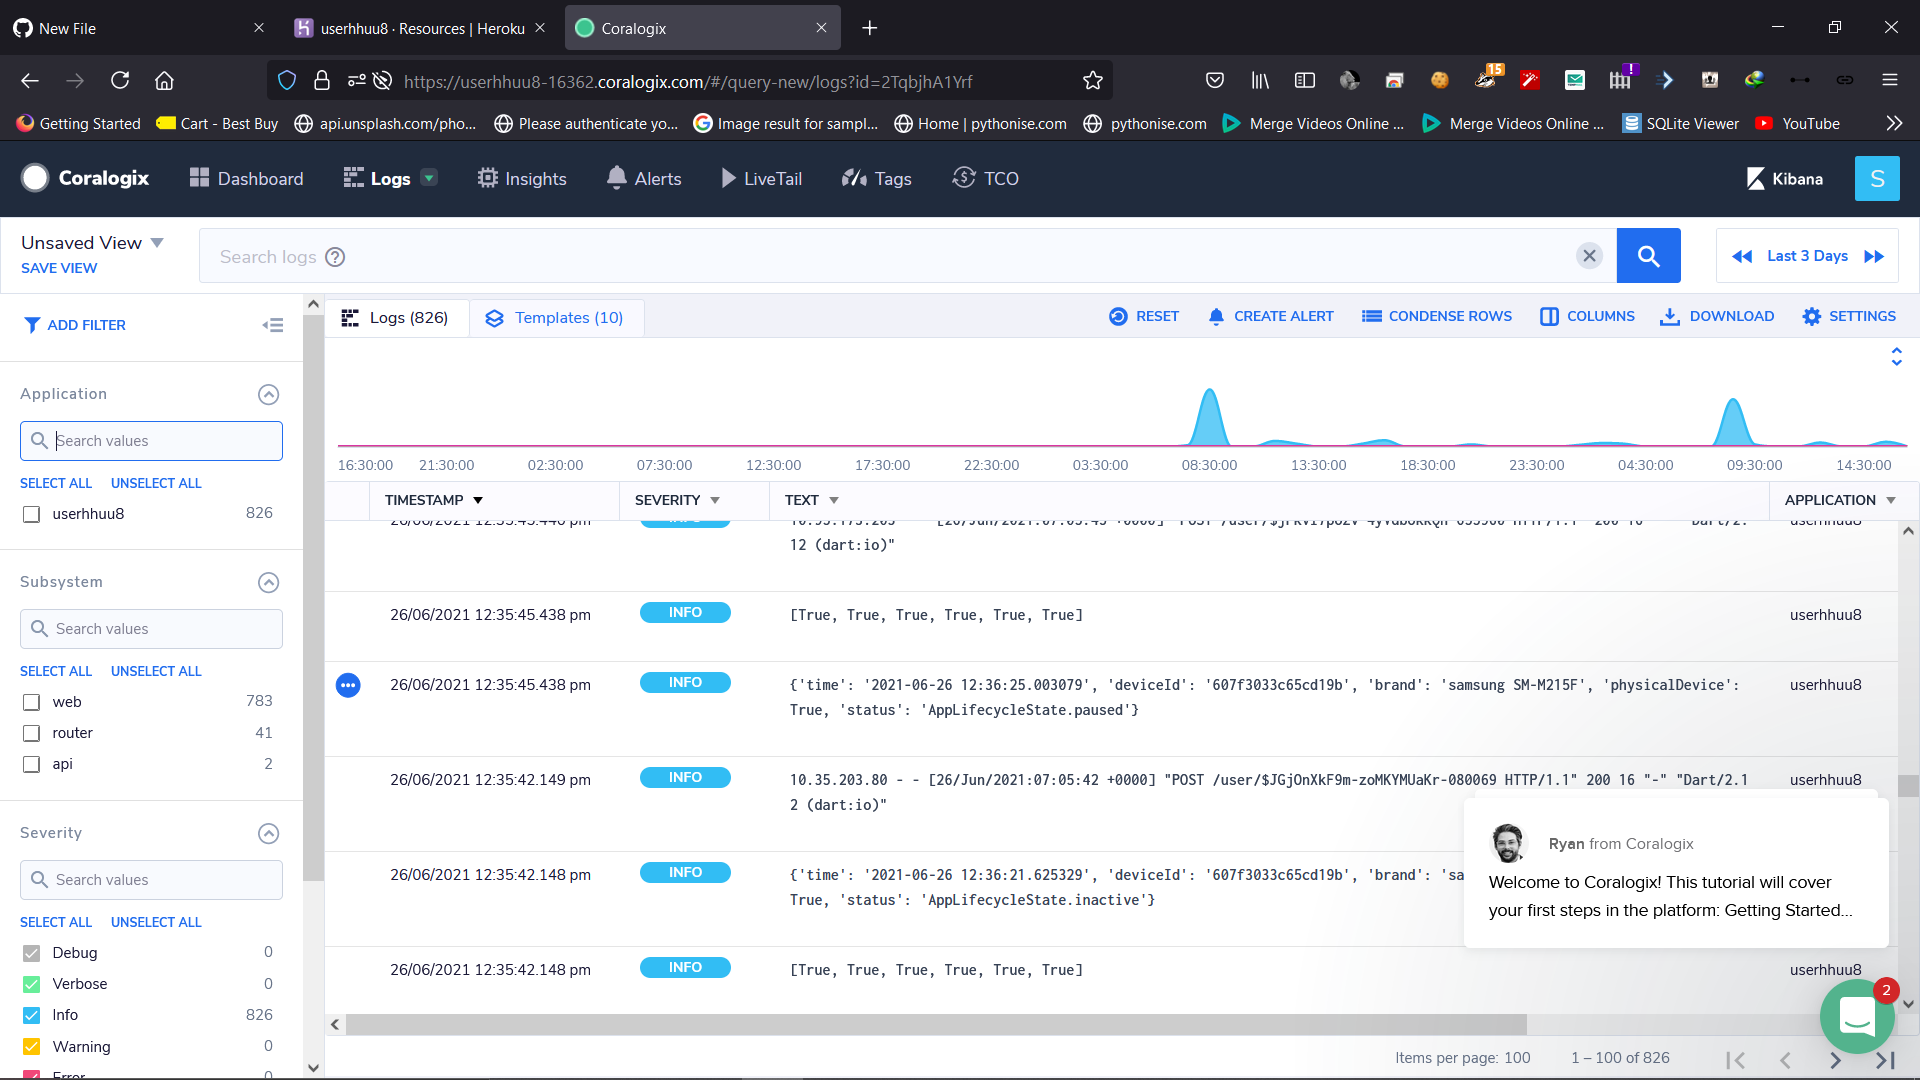 New File
userhhuu8 · Resources | Heroku
Coralogix
https://userhhuu8-16362.coralogix.com/#/query-new/logs?id=2TqbjhA1Yrf
15
!
Getting Started
Cart - Best Buy
api.unsplash.com/pho...
Please authenticate yo...
Image result for sampl...
Home | pythonise.com
pythonise.com
Merge Videos Online ...
Merge Videos Online ...
SQLite Viewer
YouTube
Coralogix
Dashboard
Logs
Insights
Alerts
LiveTail
Tags
TCO
Kibana
S
Unsaved View
SAVE VIEW
Search logs ?
Last 3 Days
ADD FILTER
Logs (826)
Templates (10)
RESET
CREATE ALERT
CONDENSE ROWS
COLUMNS
DOWNLOAD
SETTINGS
Application
Search values
SELECT ALL UNSELECT ALL
userhhuu8 826
Subsystem
Search values
SELECT ALL UNSELECT ALL
web 783
router 41
api 2
Severity
Search values
SELECT ALL UNSELECT ALL
Debug 0
Verbose 0
Info 826
Warning 0
Error 0
16:30:00 21:30:00 02:30:00 07:30:00 12:30:00 17:30:00 22:30:00 03:30:00 08:30:00 13:30:00 18:30:00 23:30:00 04:30:00 09:30:00 14:30:00
TIMESTAMP SEVERITY TEXT APPLICATION
12 (dart:io)"
26/06/2021 12:35:45.438 pm INFO [True, True, True, True, True, True] userhhuu8
26/06/2021 12:35:45.438 pm INFO {'time': '2021-06-26 12:36:25.003079', 'deviceId': '607f3033c65cd19b', 'brand': 'samsung SM-M215F', 'physicalDevice': userhhuu8
True, 'status': 'AppLifecycleState.paused'}
26/06/2021 12:35:42.149 pm INFO 10.35.203.80 - - [26/Jun/2021:07:05:42 +0000] "POST /user/$JGjOnXkF9m-zoMKYMUaKr-080069 HTTP/1.1" 200 16 "-" "Dart/2.1 userhhuu8
2 (dart:io)"
26/06/2021 12:35:42.148 pm INFO {'time': '2021-06-26 12:36:21.625329', 'deviceId': '607f3033c65cd19b', 'brand': 'sa
True, 'status': 'AppLifecycleState.inactive'}
26/06/2021 12:35:42.148 pm INFO [True, True, True, True, True, True] userhhuu8
Ryan from Coralogix
Welcome to Coralogix! This tutorial will cover
your first steps in the platform: Getting Started...
2
Items per page: 100 1 – 100 of 826